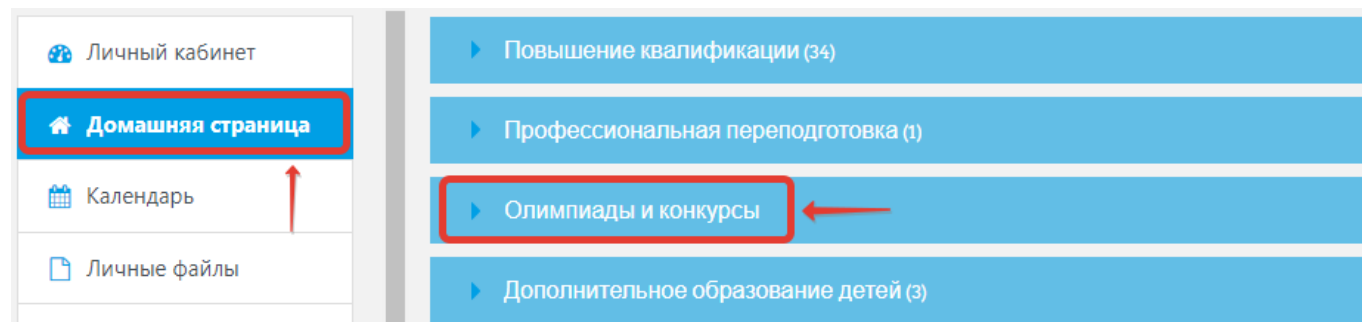 Личный кабинет
Домашняя страница
Календарь
Личные файлы
Повышение квалификации (34)
Профессиональная переподготовка (1)
Олимпиады и конкурсы
Дополнительное образование детей (3)